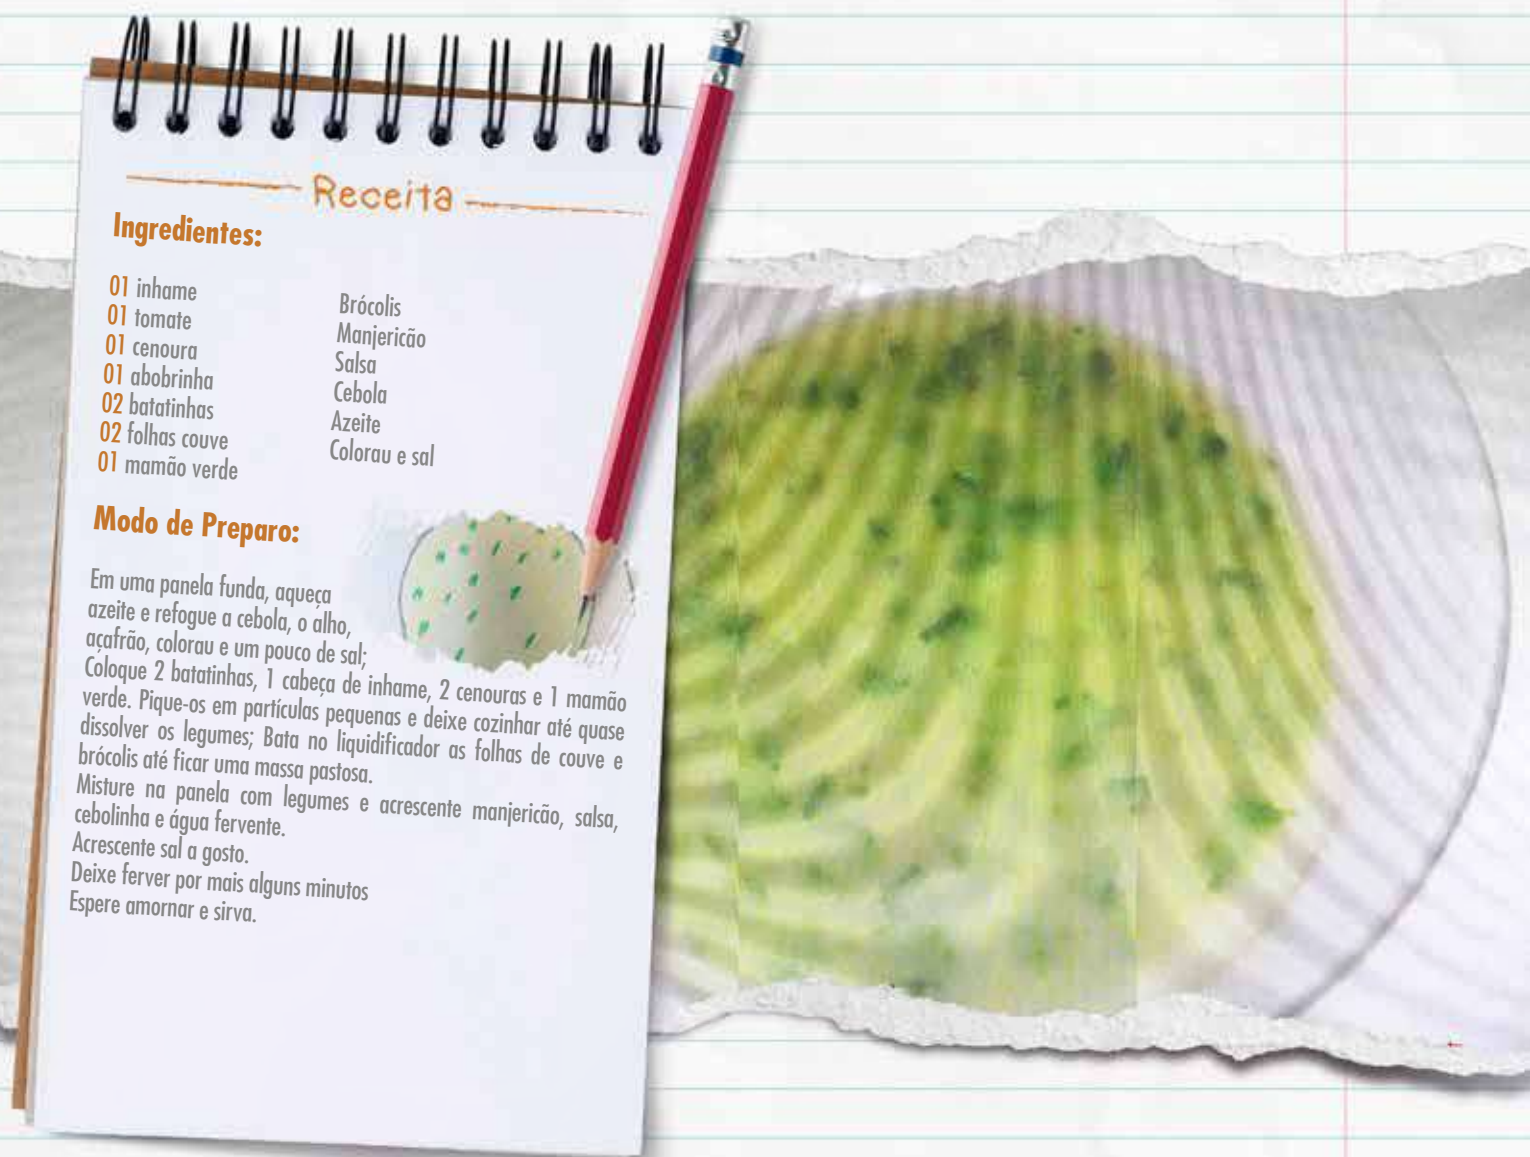 Receita
Ingredientes:
01 inhame
01 tomate
01 cenoura
01 abobrinha
02 batatinhas
02 folhas couve
01 mamão verde
Brócolis
Manjericão
Salsa
Cebola
Azeite
Colorau e sal
Modo de Preparo:
Em uma panela funda, aqueça
azeite e refogue a cebola, o alho,
açafrão, colorau e um pouco de sal;
Coloque 2 batatinhas, 1 cabeça de inhame, 2 cenouras e 1 mamão
verde. Pique-os em partículas pequenas e deixe cozinhar até quase
dissolver os legumes; Bata no liquidificador as folhas de couve e
brócolis até ficar uma massa pastosa.
Misture na panela com legumes e acrescente manjericão, salsa,
cebolinha e água fervente.
Acrescente sal a gosto.
Deixe ferver por mais alguns minutos
Espere amornar e sirva.